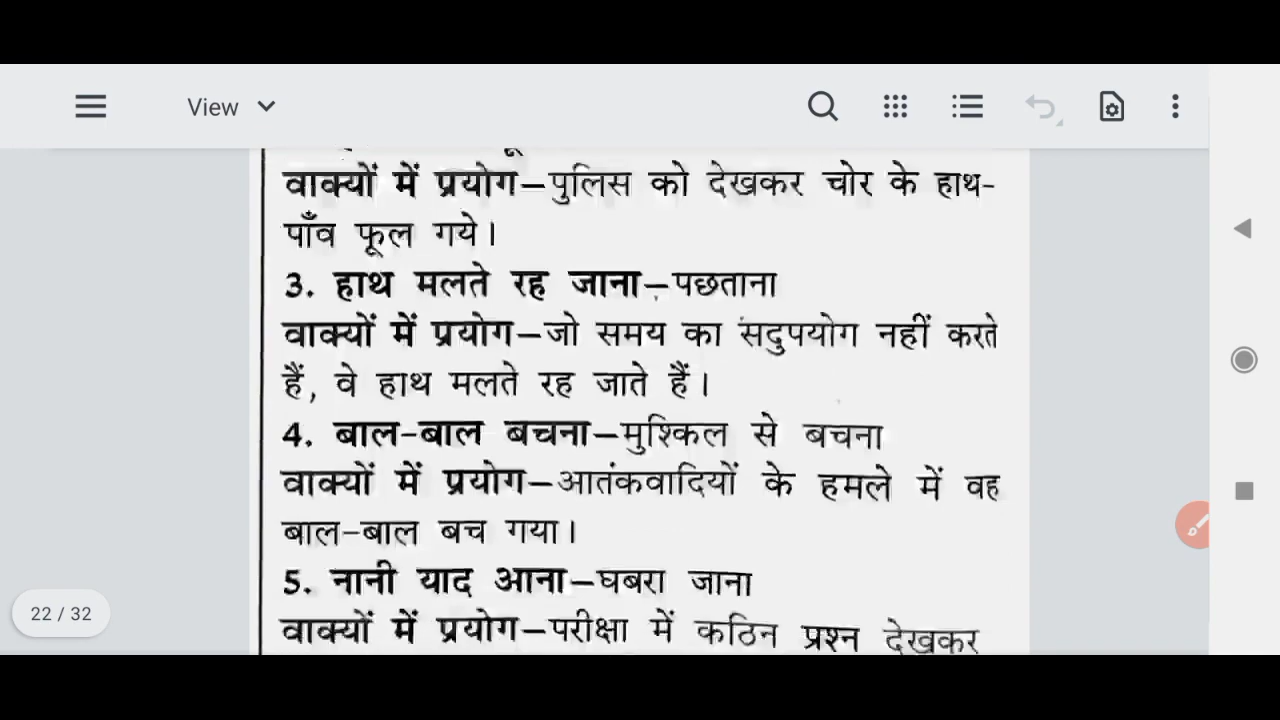 View
वाक्यों में प्रयोग–पुलिस को देखकर चोर के हाथ-
पाँव फूल गये।
3. हाथ मलते रह जाना–पछताना
वाक्यों में प्रयोग–जो समय का सदुपयोग नहीं करते
हैं, वे हाथ मलते रह जाते हैं।
4. बाल-बाल बचना–मुश्किल से बचना
वाक्यों में प्रयोग–आतंकवादियों के हमले में वह
बाल-बाल बच गया।
5. नानी याद आना–घबरा जाना
वाक्यों में प्रयोग–परीक्षा में कठिन प्रश्न देखकर
22 / 32